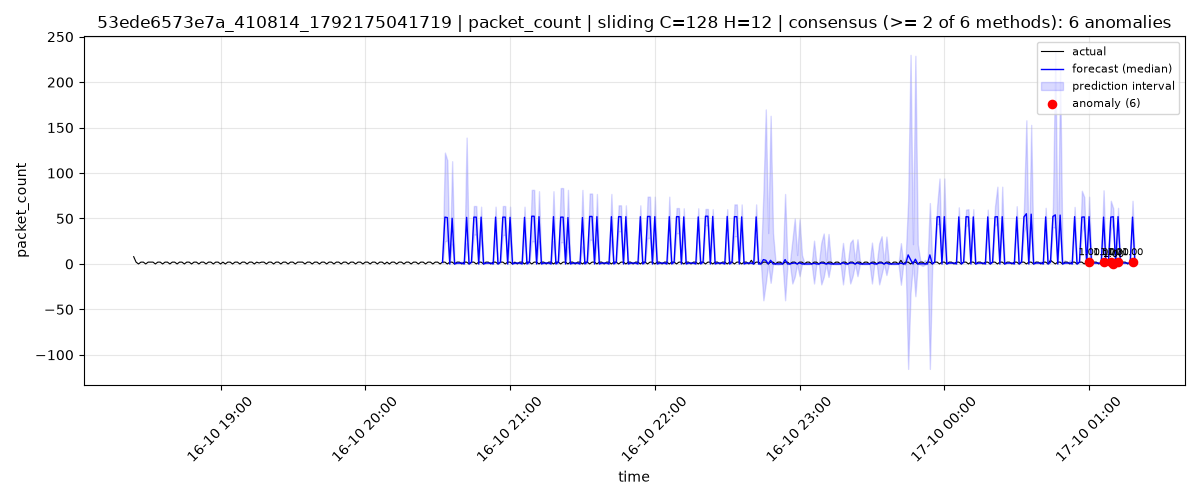 53ede6573e7a_410814_1792175041719 | packet_count | sliding C=128 H=12 | consensus (>= 2 of 6 methods): 6 anomalies
actual
forecast (median)
prediction interval
anomaly (6)
packet_count
250
200
150
100
50
0
−50
−100
16-10 19:00
16-10 20:00
16-10 21:00
16-10 22:00
16-10 23:00
17-10 00:00
17-10 01:00
time